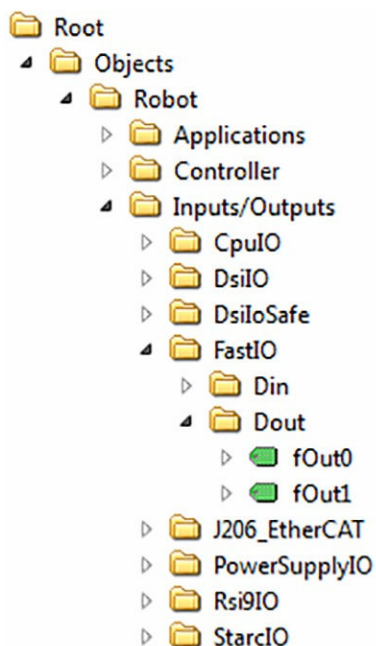 Root
Objects
Robot
Applications
Controller
Inputs/Outputs
CpuIO
DsiIO
DsiIoSafe
FastIO
Din
Dout
fOut0
fOut1
J206_EtherCAT
PowerSupplyIO
Rsi9IO
StarcIO